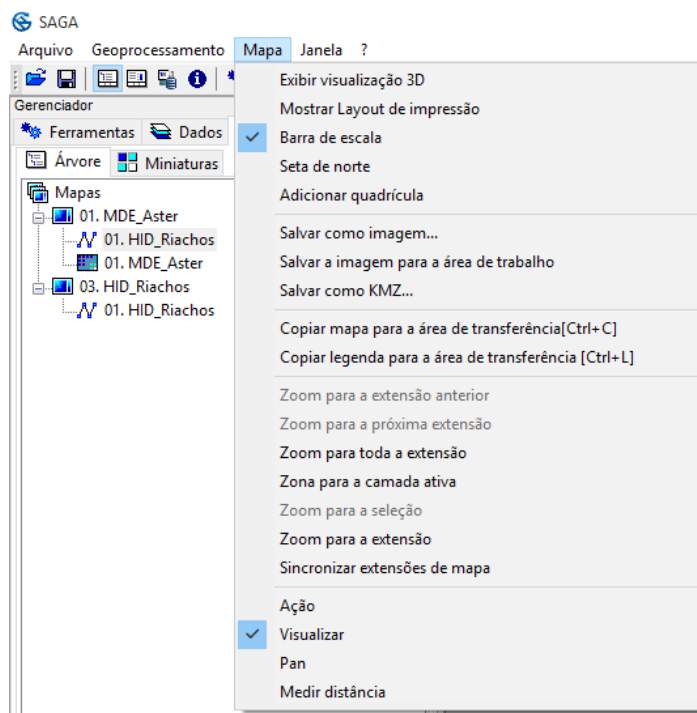 SAGA
Arquivo Geoprocessamento Mapa Janela ?
Gerenciador
Ferramentas Dados
Árvore Miniaturas
Mapas
01. MDE_Aster
01. HID_Riachos
01. MDE_Aster
03. HID_Riachos
01. HID_Riachos
Exibir visualização 3D
Mostrar Layout de impressão
Barra de escala
Seta de norte
Adicionar quadrícula
Salvar como imagem...
Salvar a imagem para a área de trabalho
Salvar como KMZ...
Copiar mapa para a área de transferência[Ctrl+C]
Copiar legenda para a área de transferência [Ctrl+L]
Zoom para a extensão anterior
Zoom para a próxima extensão
Zoom para toda a extensão
Zona para a camada ativa
Zoom para a seleção
Zoom para a extensão
Sincronizar extensões de mapa
Ação
Visualizar
Pan
Medir distância